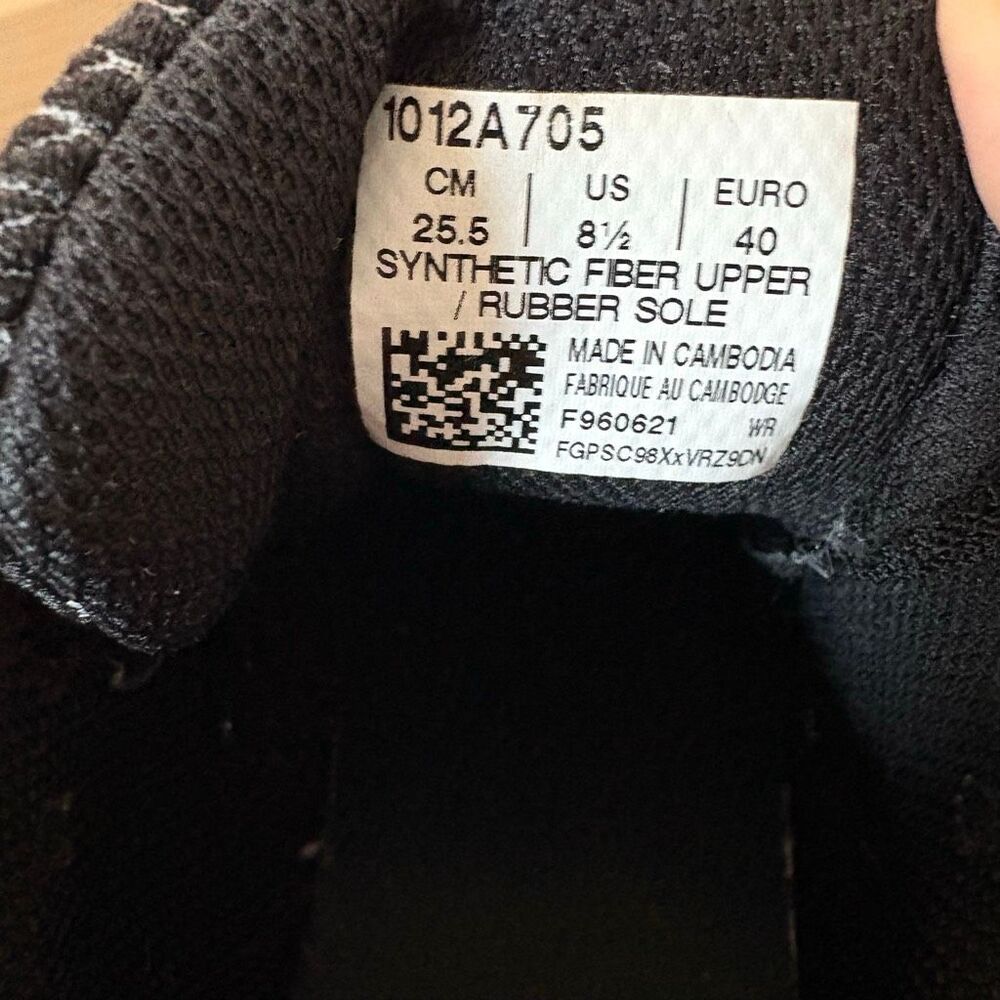 1012A705
CM | US | EURO
25.5 | 8½ | 40
SYNTHETIC FIBER UPPER
/ RUBBER SOLE
MADE IN CAMBODIA
FABRIQUE AU CAMBODGE
F960621 WR
FGPSC98XxVRZ9DN